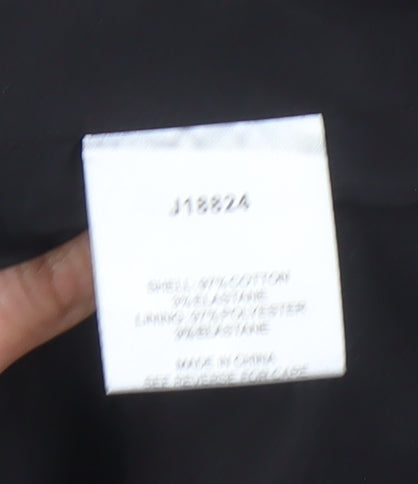 J18824
SHELL: 97% COTTON
3% ELASTANE
LINING: 97% POLYESTER
3% ELASTANE
MADE IN CHINA
SEE REVERSE FOR CARE